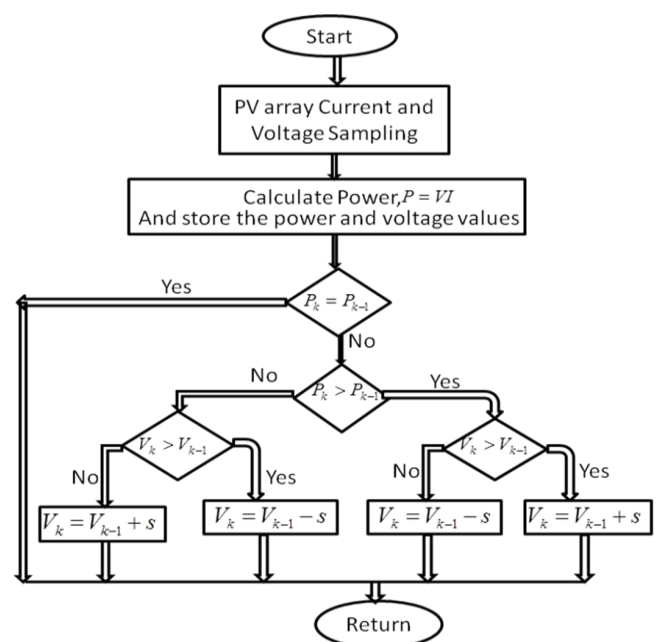 Start
PV array Current and
Voltage Sampling
Calculate Power,P = VI
And store the power and voltage values
Yes
P_k = P_{k-1}
No
No
P_k > P_{k-1}
Yes
V_k > V_{k-1}
V_k > V_{k-1}
No
Yes
No
Yes
V_k = V_{k-1} + s
V_k = V_{k-1} − s
V_k = V_{k-1} − s
V_k = V_{k-1} + s
Return